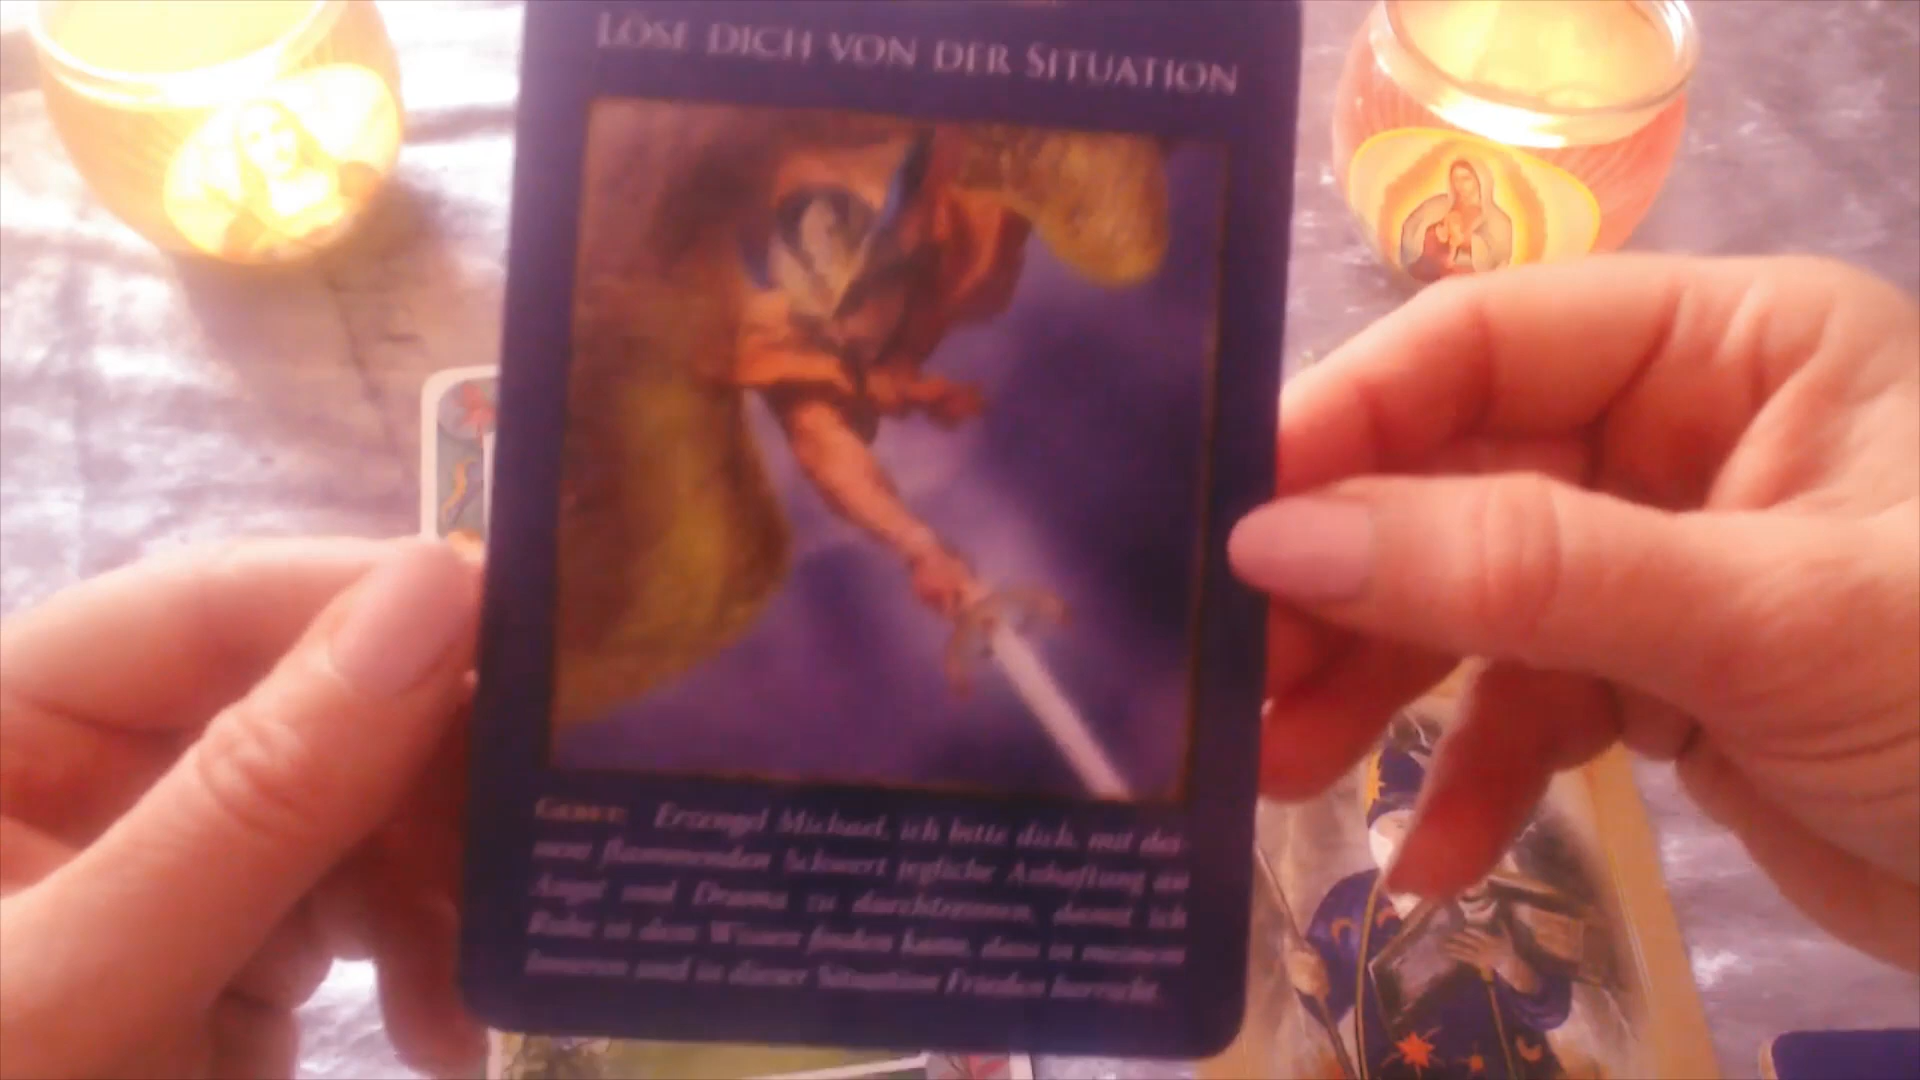 LÖSE DICH VON DER SITUATION
GEBET: Erzengel Michael, ich bitte dich, mit dei-
nem flammenden Schwert jegliche Anhaftung an
Angst und Drama zu durchtrennen, damit ich
Ruhe in dem Wissen finden kann, dass in meinem
Inneren und in dieser Situation Frieden herrscht.